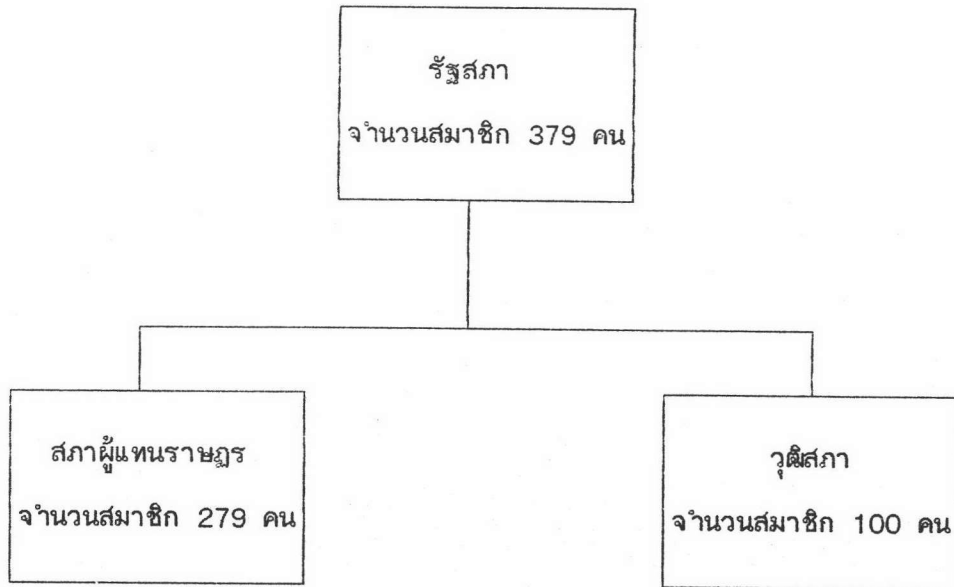 รัฐสภา
จำนวนสมาชิก 379 คน
สภาผู้แทนราษฎร
จำนวนสมาชิก 279 คน
วุฒิสภา
จำนวนสมาชิก 100 คน